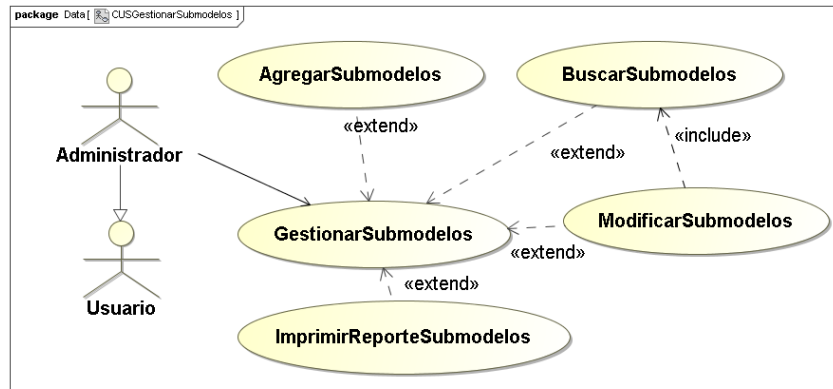 package Data[ CUSGestionarSubmodelos ]
AgregarSubmodelos
BuscarSubmodelos
«extend»
«include»
«extend»
Administrador
ModificarSubmodelos
GestionarSubmodelos
«extend»
«extend»
Usuario
ImprimirReporteSubmodelos